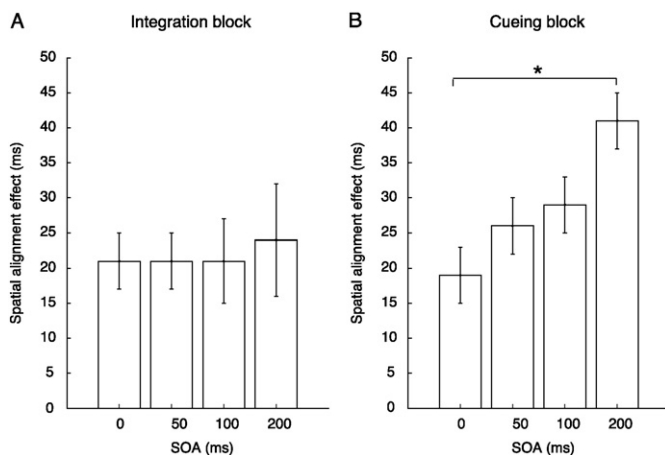 A
Integration block
Spatial alignment effect (ms)
50
45
40
35
30
25
20
15
10
5
0
0 50 100 200
SOA (ms)
B
Cueing block
Spatial alignment effect (ms)
50
45
40
35
30
25
20
15
10
5
0
*
0 50 100 200
SOA (ms)